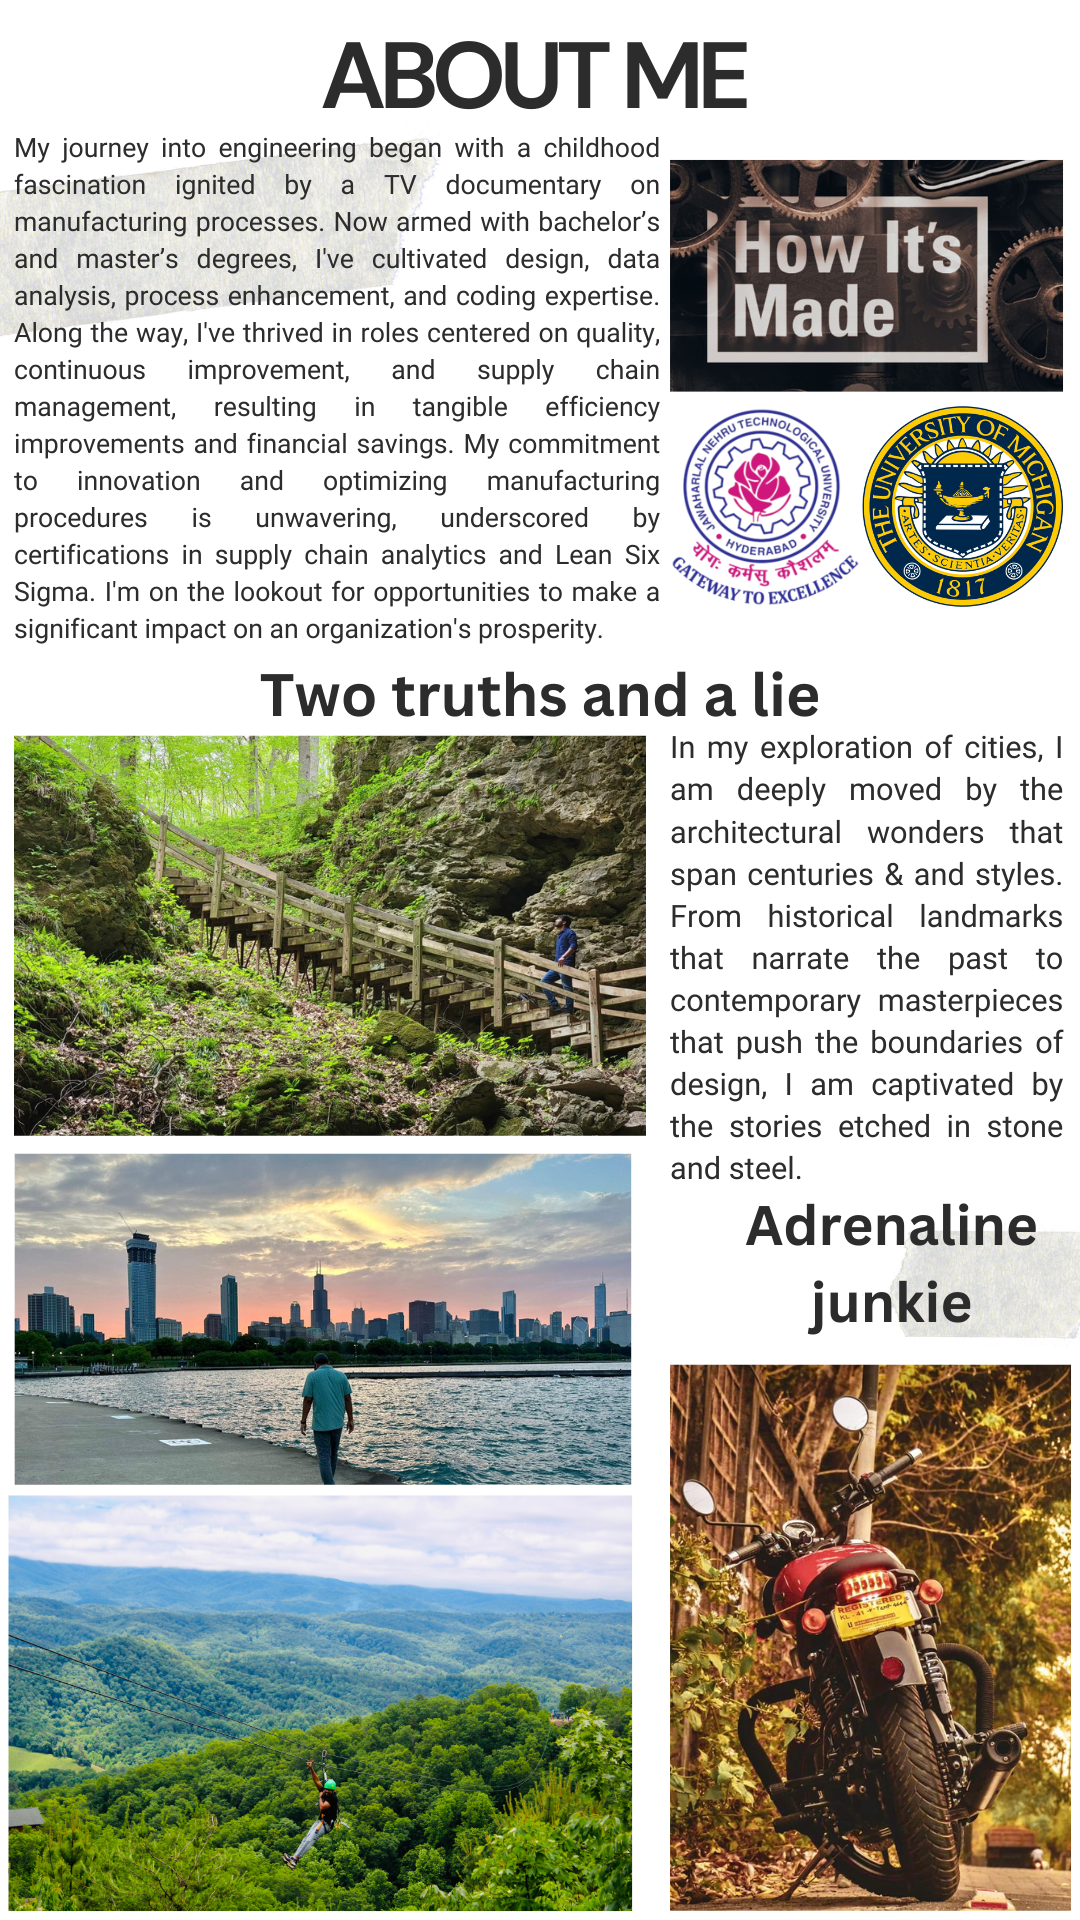 ABOUT ME
My journey into engineering began with a childhood
fascination ignited by a TV documentary on
manufacturing processes. Now armed with bachelor’s
and master’s degrees, I've cultivated design, data
analysis, process enhancement, and coding expertise.
Along the way, I've thrived in roles centered on quality,
continuous improvement, and supply chain
management, resulting in tangible efficiency
improvements and financial savings. My commitment
to innovation and optimizing manufacturing
procedures is unwavering, underscored by
certifications in supply chain analytics and Lean Six
Sigma. I'm on the lookout for opportunities to make a
significant impact on an organization's prosperity.
How It’s
Made
JAWAHARLAL NEHRU TECHNOLOGICAL UNIVERSITY
HYDERABAD
योगः कर्मसु कौशलम्
GATEWAY TO EXCELLENCE
THE UNIVERSITY OF MICHIGAN
ARTES · SCIENTIA · VERITAS
1817
Two truths and a lie
In my exploration of cities, I
am deeply moved by the
architectural wonders that
span centuries & and styles.
From historical landmarks
that narrate the past to
contemporary masterpieces
that push the boundaries of
design, I am captivated by
the stories etched in stone
and steel.
Adrenaline
junkie
REGISTERED